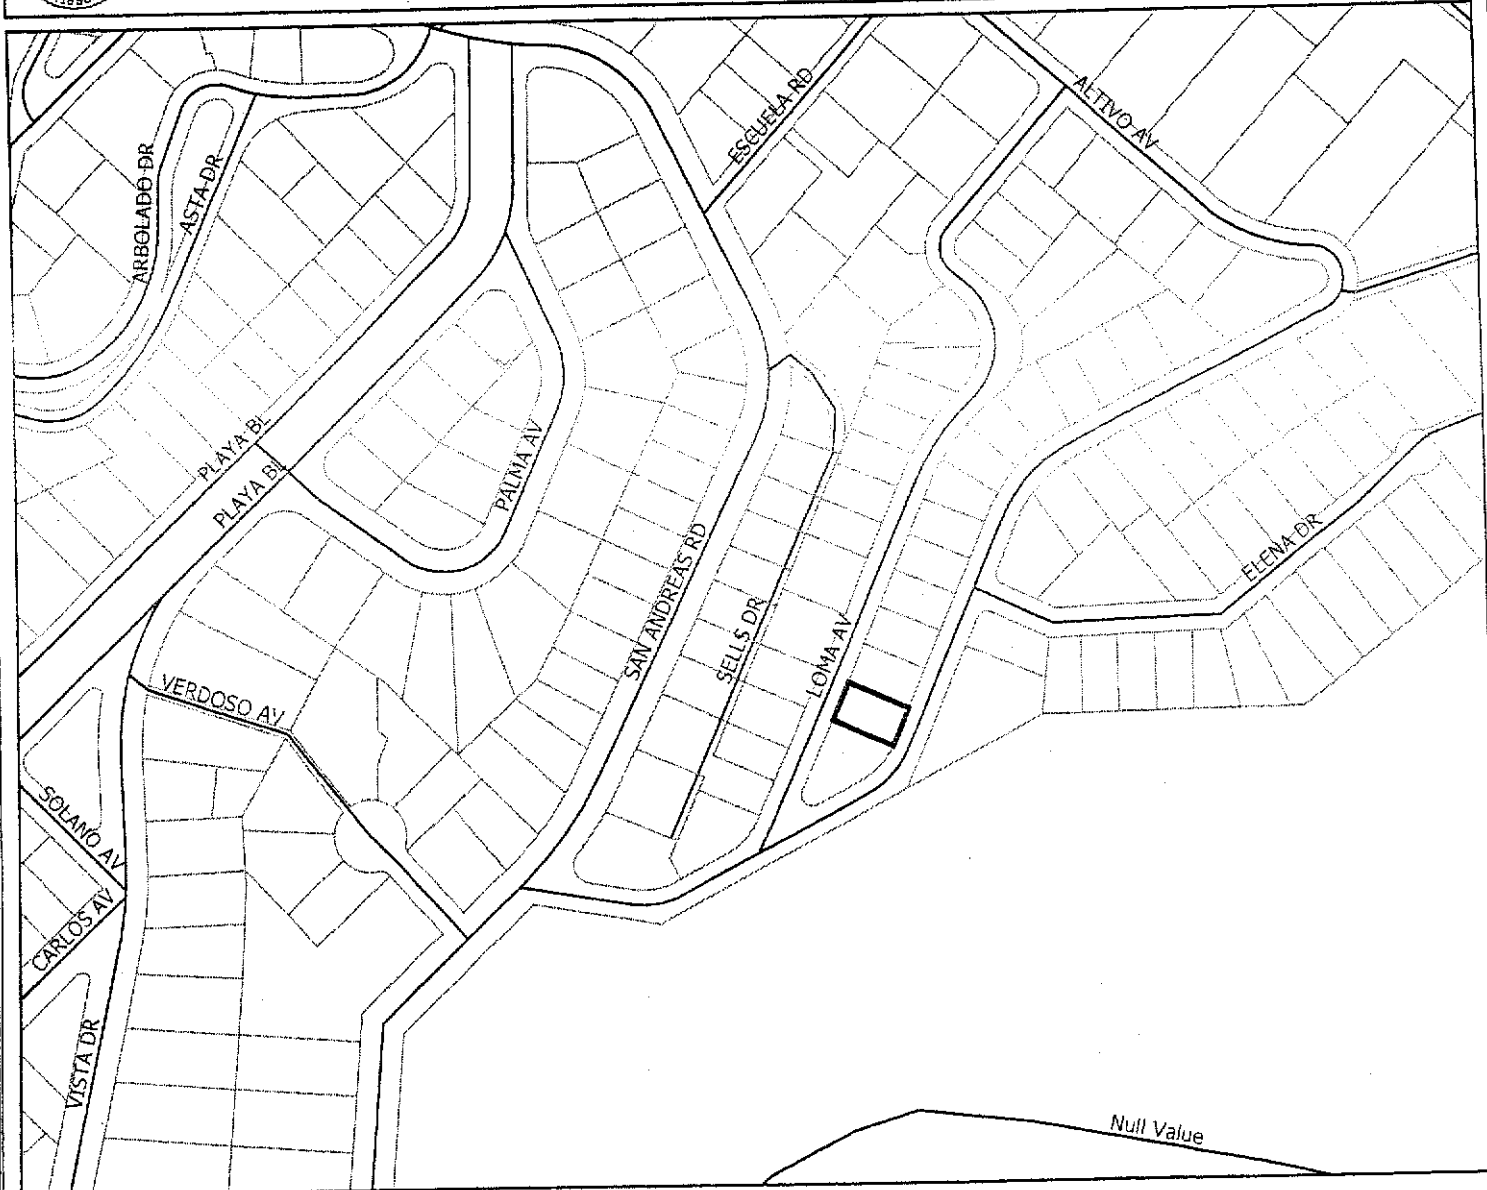 ESCUELA RD
ALTIVO AV
ARBOLADO DR
ASTA DR
PLAYA BL
PLAYA BL
PALMA AV
SAN ANDREAS RD
SELLS DR
LOMA AV
ELENA DR
VERDOSO AV
SOLANO AV
CARLOS AV
VISTA DR
Null Value